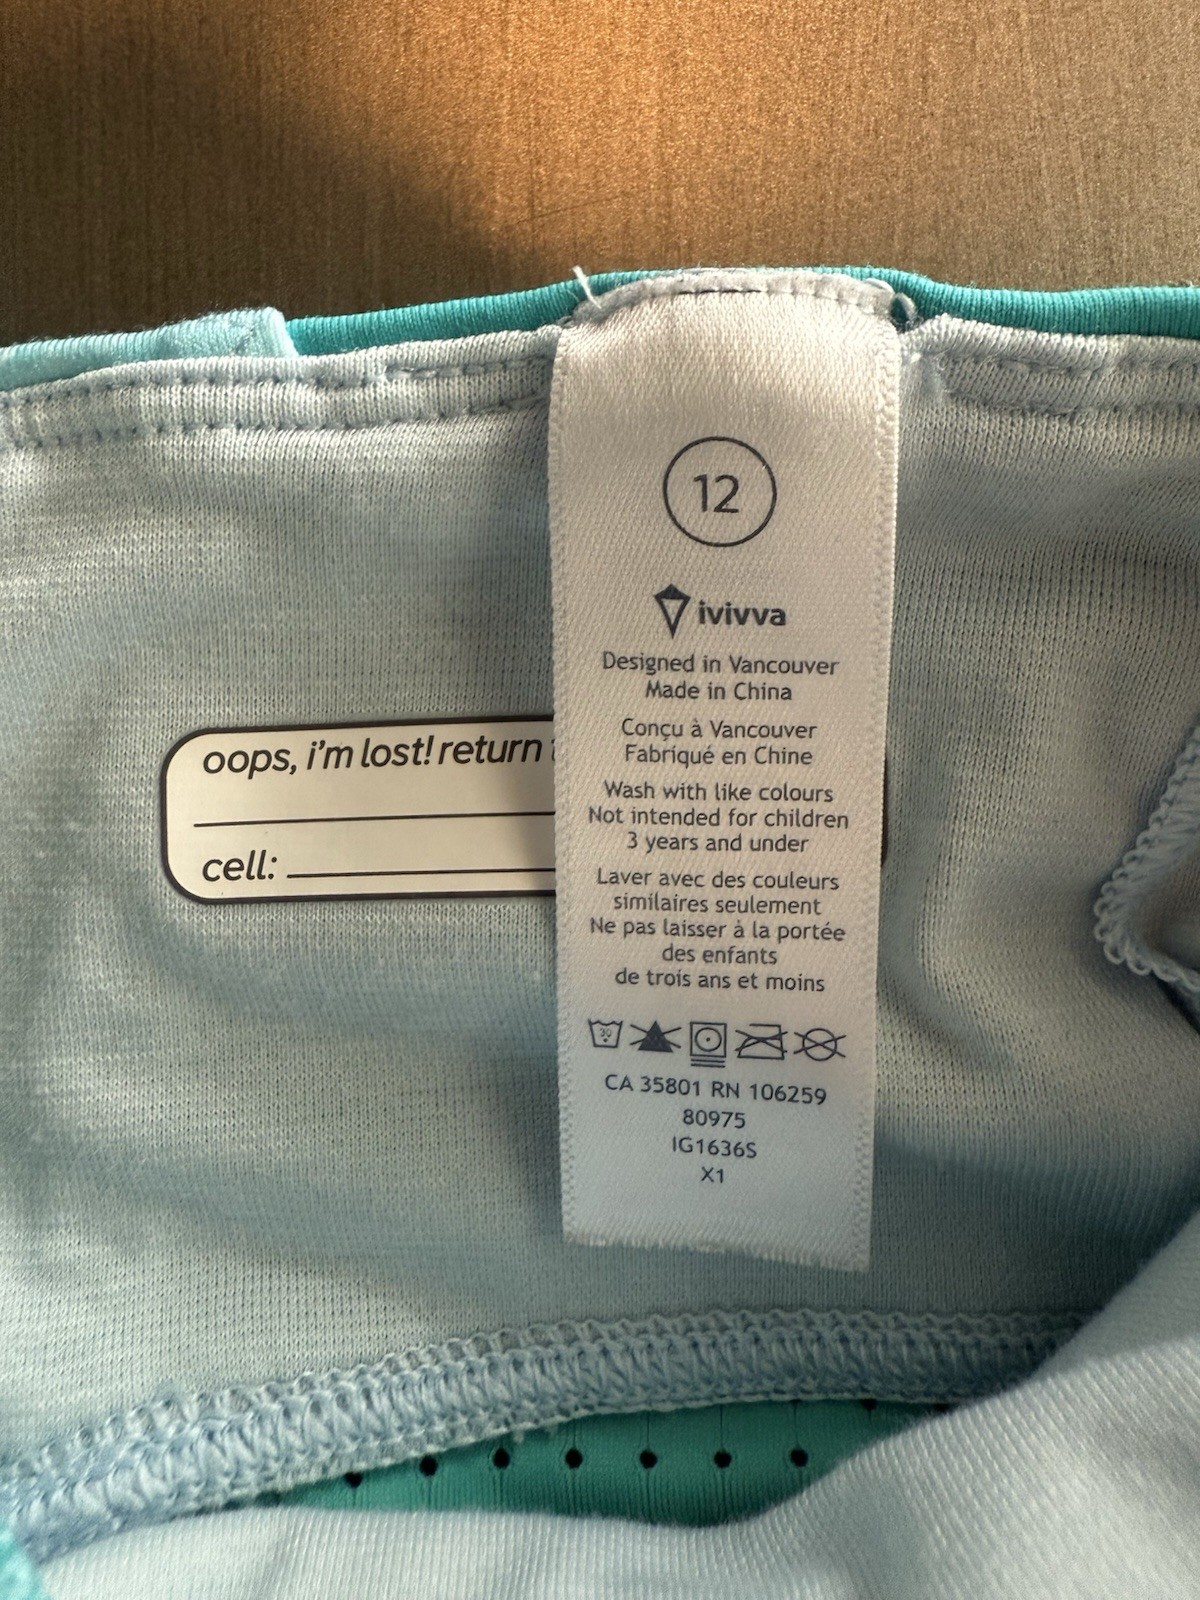 12
ivivva
Designed in Vancouver
Made in China
Conçu à Vancouver
Fabriqué en Chine
Wash with like colours
Not intended for children
3 years and under
Laver avec des couleurs
similaires seulement
Ne pas laisser à la portée
des enfants
de trois ans et moins
30
CA 35801 RN 106259
80975
IG1636S
X1
oops, i'm lost! return
cell: